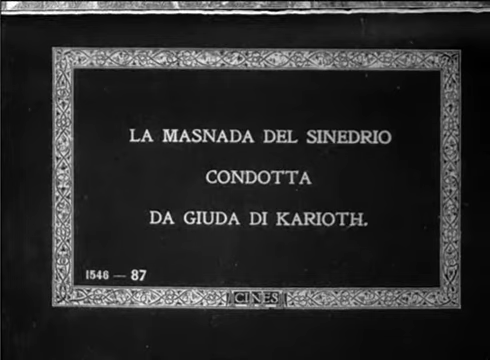 LA MASNADA DEL SINEDRIO
CONDOTTA
DA GIUDA DI KARIOTH.
1546 — 87
CINES